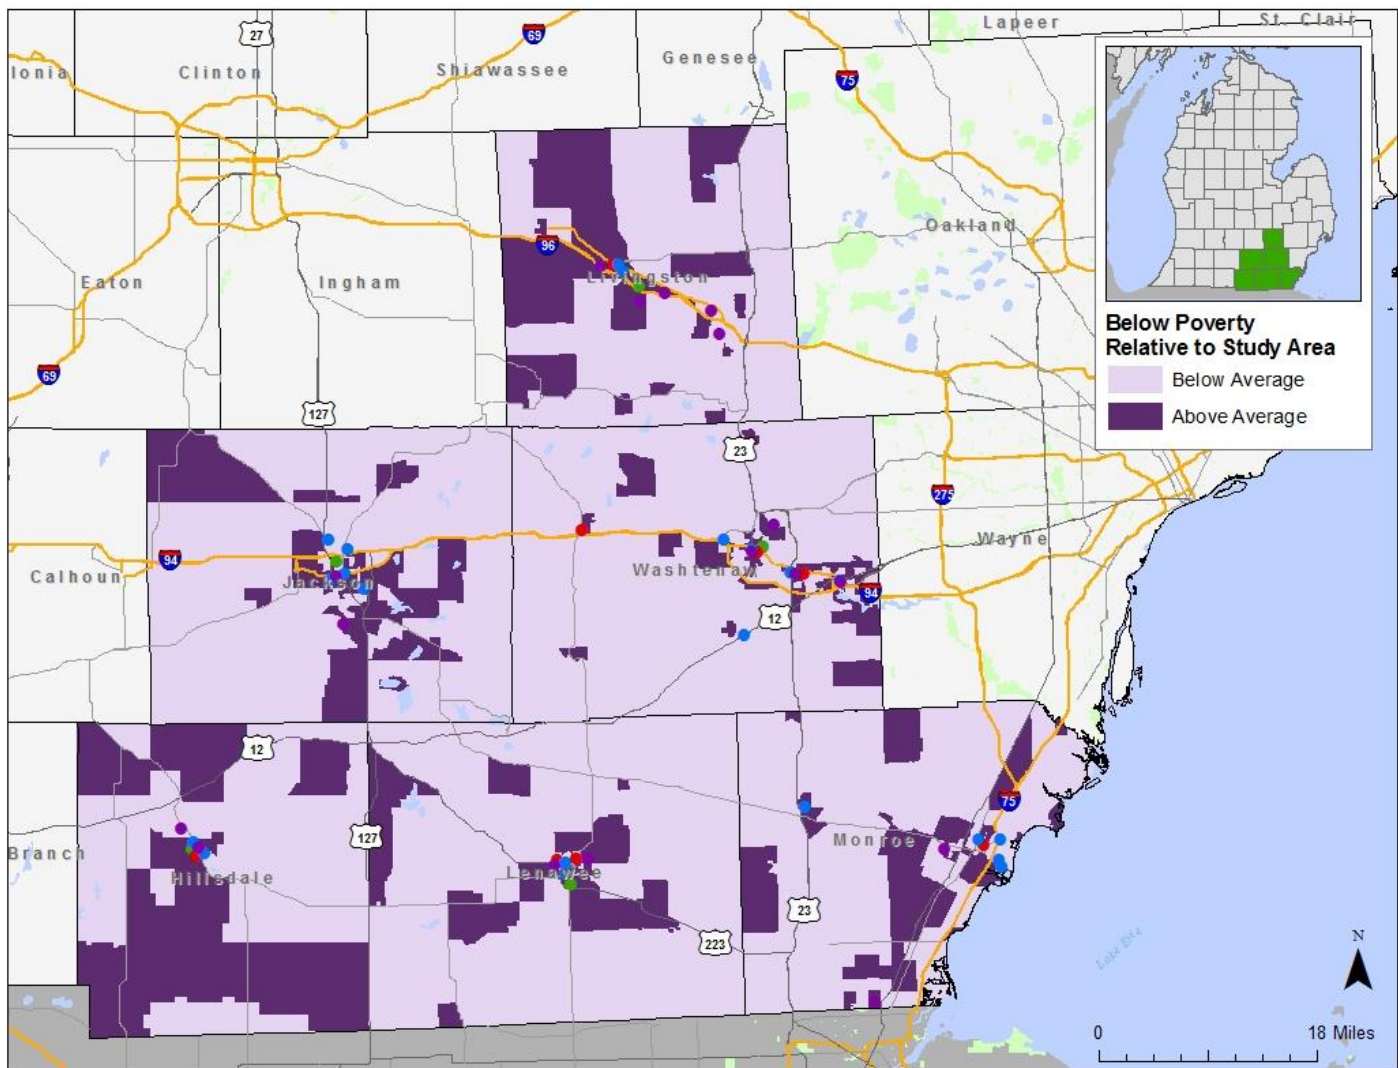 Lapeer
St. Clair
27
69
Genesee
Ionia
Clinton
Shiawassee
75
Oakland
96
Livingston
Eaton
Ingham
Below Poverty
Relative to Study Area
Below Average
Above Average
69
127
23
275
Wayne
94
Calhoun
Jackson
Washtenaw
94
12
12
75
127
Monroe
Branch
Hillsdale
Lenawee
23
223
N
Lake Erie
0
18 Miles